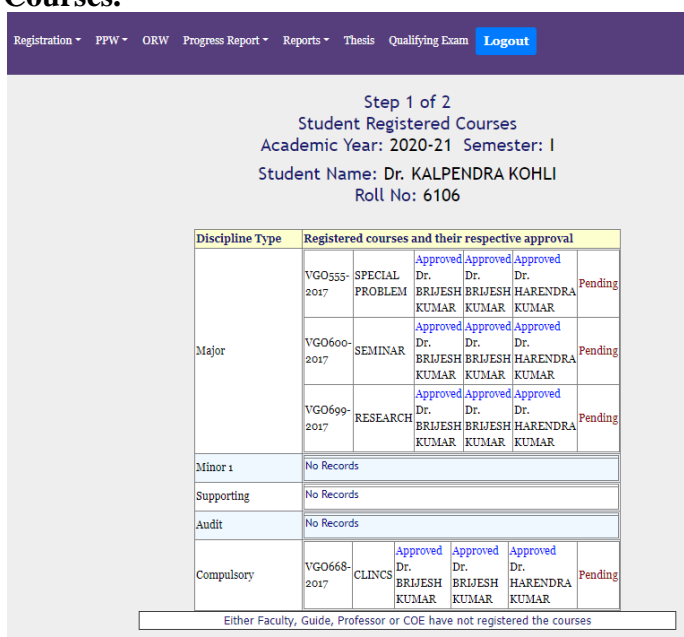 Courses:
Registration PPW ORW Progress Report Reports Thesis Qualifying Exam Logout
Step 1 of 2
Student Registered Courses
Academic Year: 2020-21 Semester: I
Student Name: Dr. KALPENDRA KOHLI
Roll No: 6106
Discipline Type Registered courses and their respective approval
Major
VGO555-2017 SPECIAL PROBLEM Approved Dr. BRIJESH KUMAR Approved Dr. BRIJESH KUMAR Approved Dr. HARENDRA KUMAR Pending
VGO600-2017 SEMINAR Approved Dr. BRIJESH KUMAR Approved Dr. BRIJESH KUMAR Approved Dr. HARENDRA KUMAR Pending
VGO699-2017 RESEARCH Approved Dr. BRIJESH KUMAR Approved Dr. BRIJESH KUMAR Approved Dr. HARENDRA KUMAR Pending
Minor 1 No Records
Supporting No Records
Audit No Records
Compulsory VGO668-2017 CLINCS Approved Dr. BRIJESH KUMAR Approved Dr. BRIJESH KUMAR Approved Dr. HARENDRA KUMAR Pending
Either Faculty, Guide, Professor or COE have not registered the courses